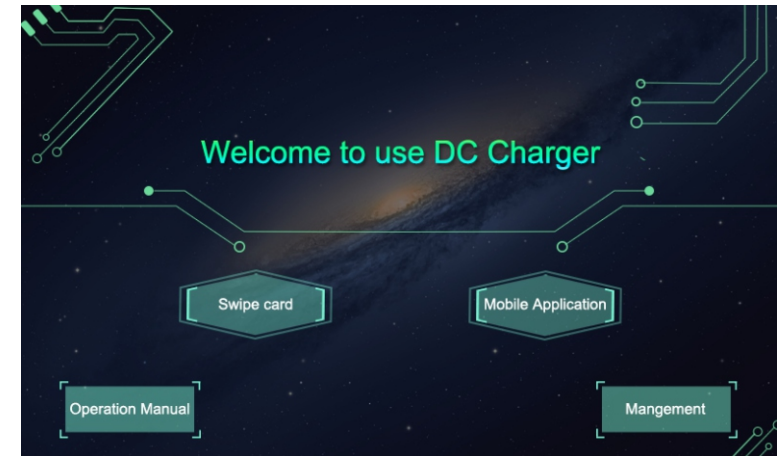 Welcome to use DC Charger
Swipe card
Mobile Application
Operation Manual
Mangement